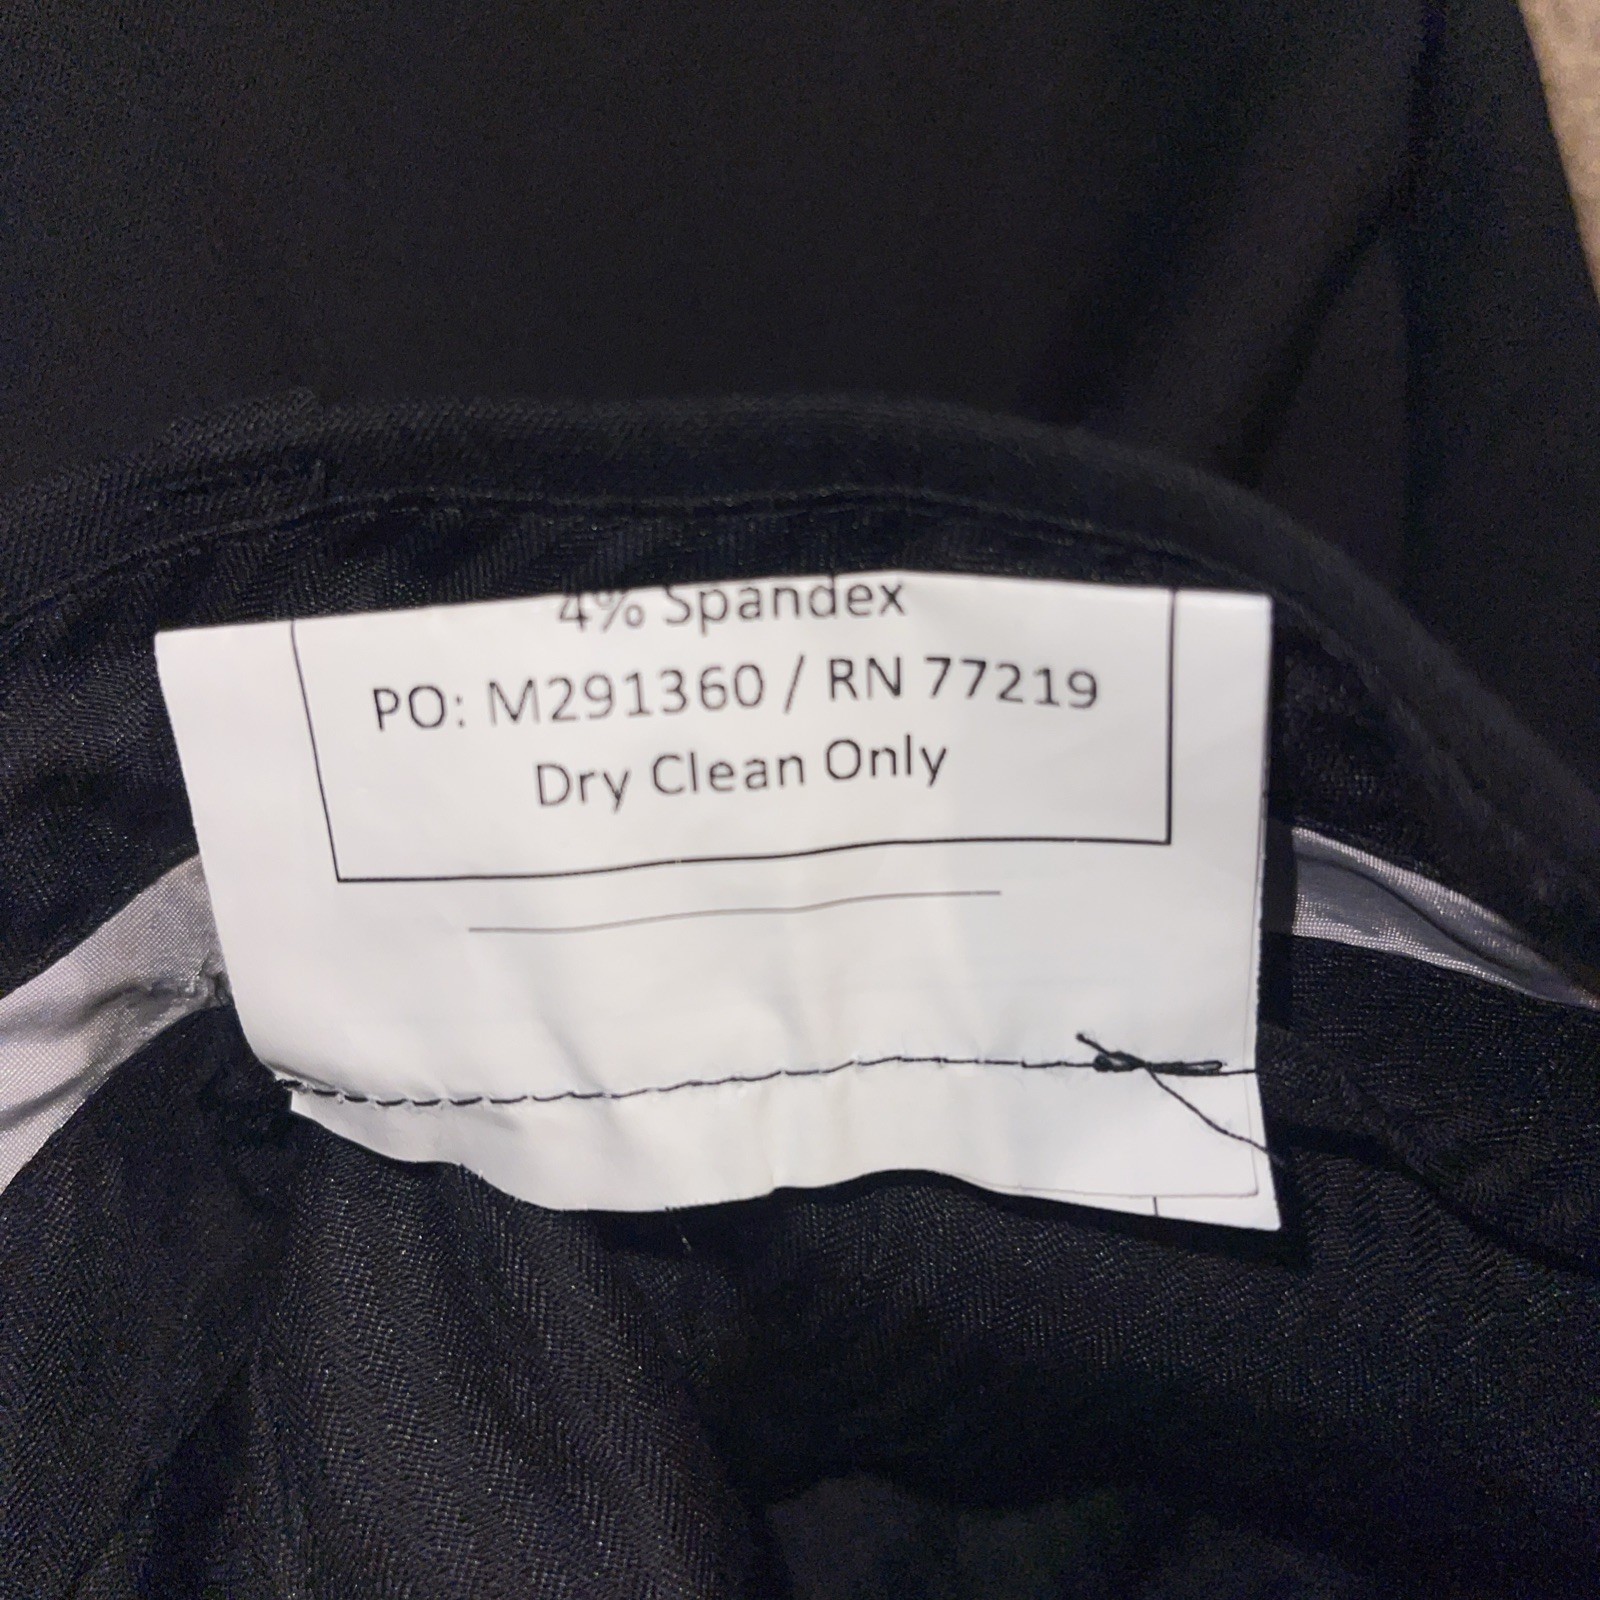 4% Spandex
PO: M291360 / RN 77219
Dry Clean Only